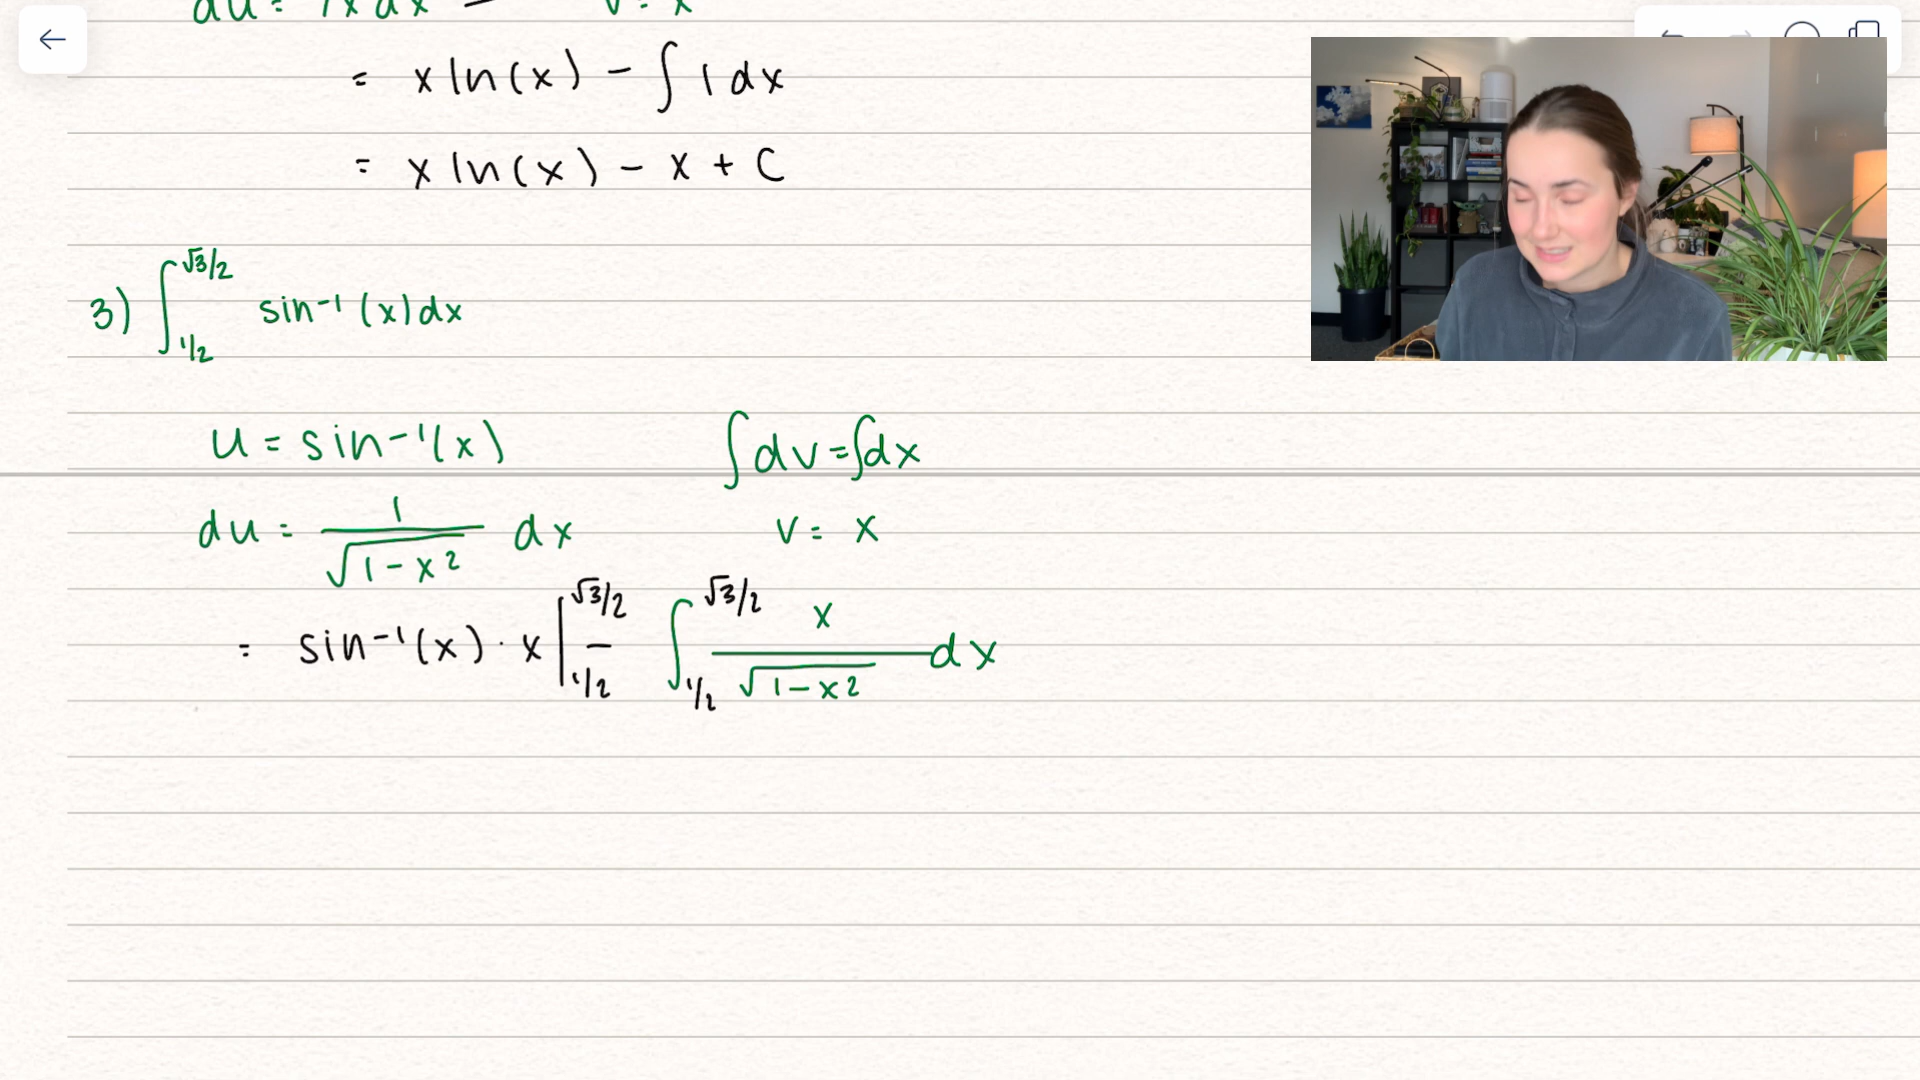 = x ln(x) - ∫ 1 dx
= x ln(x) - x + C
3) ∫_{1/2}^{√3/2} sin⁻¹(x) dx
u = sin⁻¹(x)    ∫dv = ∫dx
du = 1/√(1-x²) dx    v = x
= sin⁻¹(x) · x |_{1/2}^{√3/2} - ∫_{1/2}^{√3/2} x/√(1-x²) dx